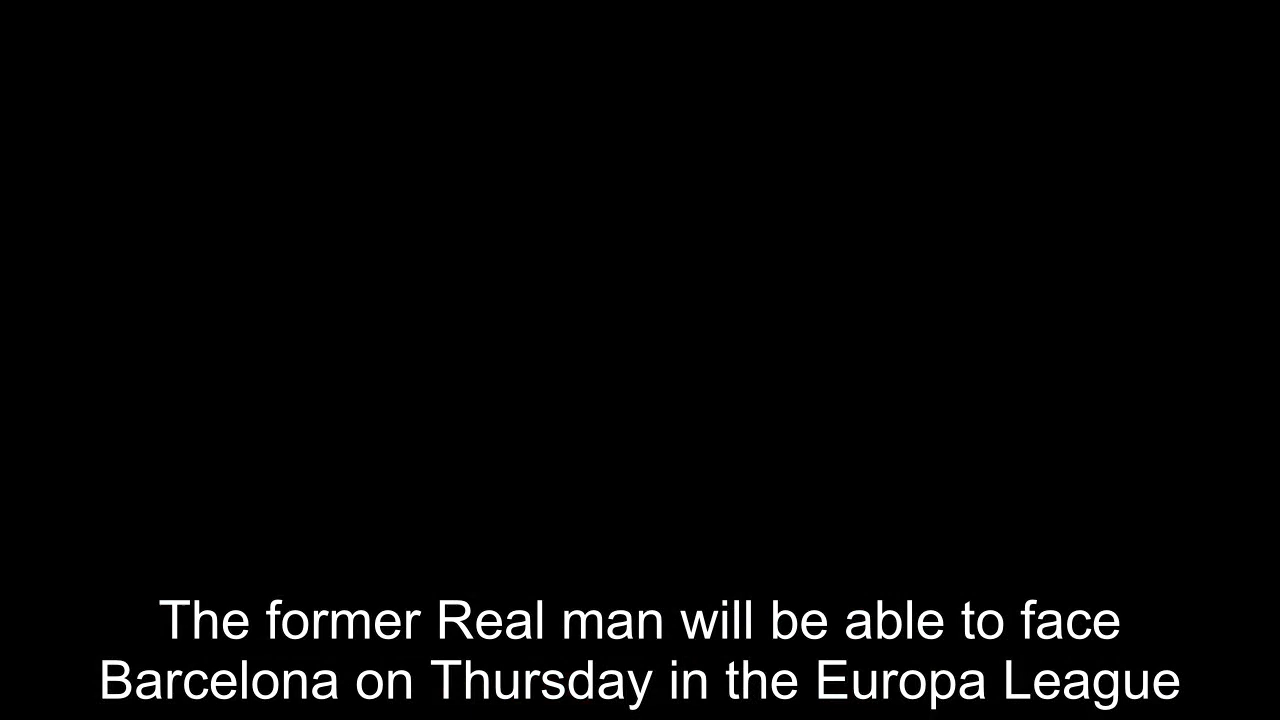 The former Real man will be able to face
Barcelona on Thursday in the Europa League